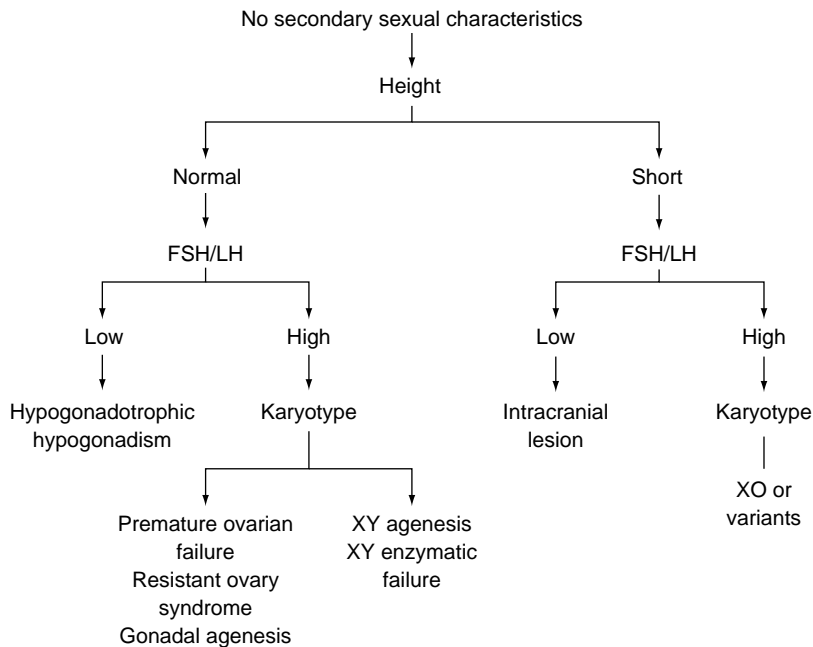 No secondary sexual characteristics
Height
Normal
Short
FSH/LH
FSH/LH
Low
High
Low
High
Hypogonadotrophic
hypogonadism
Karyotype
Intracranial
lesion
Karyotype
Premature ovarian
failure
Resistant ovary
syndrome
Gonadal agenesis
XY agenesis
XY enzymatic
failure
XO or
variants